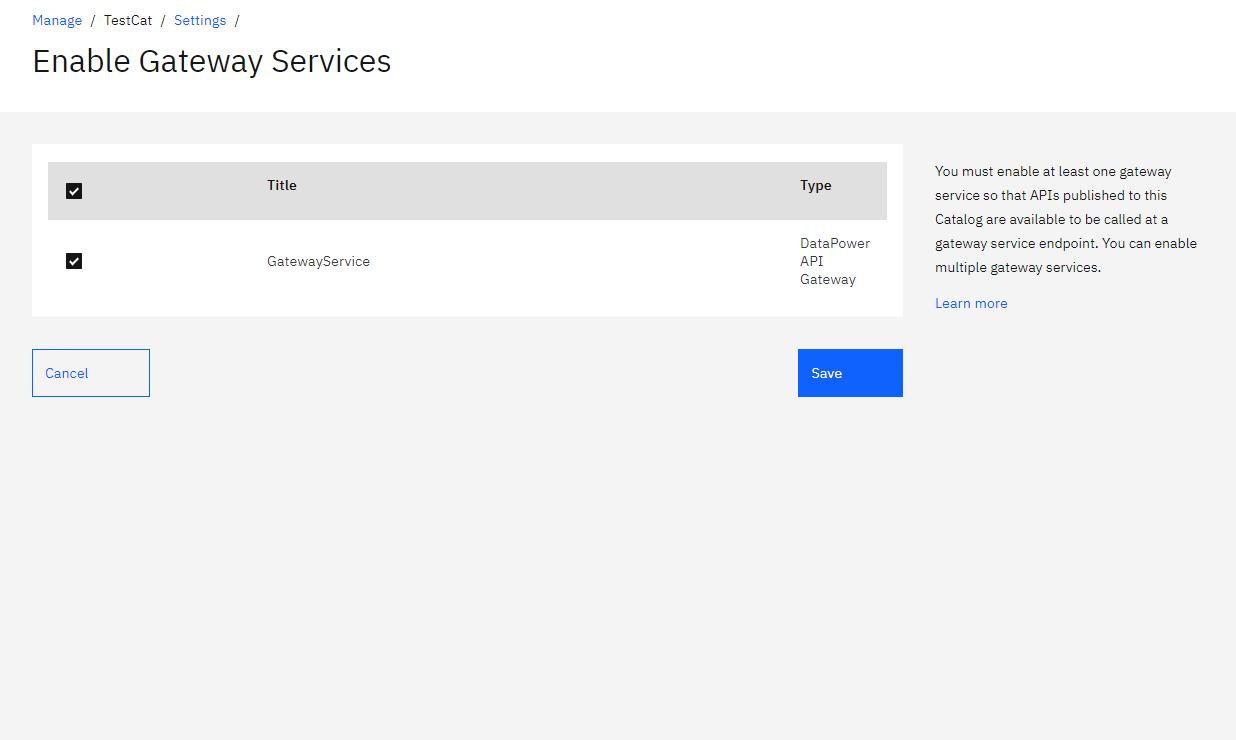 Manage / TestCat / Settings /
Enable Gateway Services
Title Type
GatewayService
DataPower
API
Gateway
You must enable at least one gateway
service so that APIs published to this
Catalog are available to be called at a
gateway service endpoint. You can enable
multiple gateway services.
Learn more
Cancel
Save